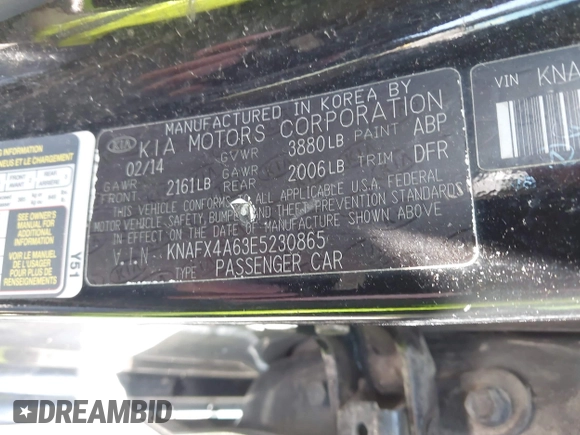 MANUFACTURED IN KOREA BY
KIA KIA MOTORS CORPORATION
02/14 GVWR 3880LB PAINT ABP
GAWR FRONT 2161LB GAWR REAR 2006LB TRIM DFR
THIS VEHICLE CONFORMS TO ALL APPLICABLE U.S.A. FEDERAL
MOTOR VEHICLE SAFETY, BUMPER AND THEFT PREVENTION STANDARDS
IN EFFECT ON THE DATE OF MANUFACTURE SHOWN ABOVE
V.I.N: KNAFX4A63E5230865
TYPE: PASSENGER CAR
VIN KNA
SEE OWNER'S
MANUAL FOR
ADDITIONAL
INFORMATION
VOIR LE MANUEL
DE L'USAGER
POUR PLUS DE
RENSEIGNEMENTS
Y51
DREAMBID